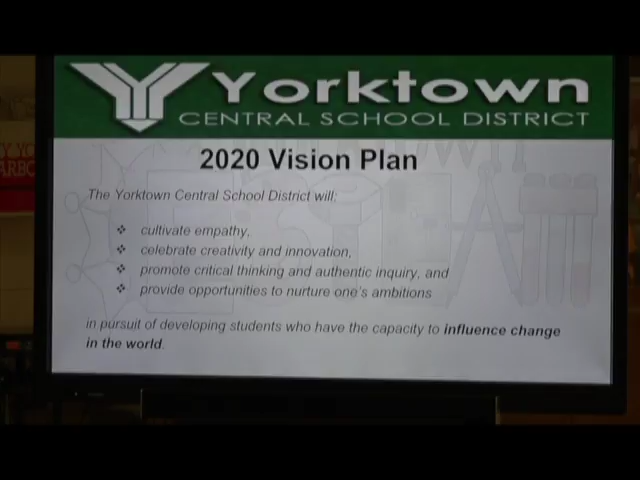 Yorktown
CENTRAL SCHOOL DISTRICT
2020 Vision Plan
The Yorktown Central School District will:
❖ cultivate empathy,
❖ celebrate creativity and innovation,
❖ promote critical thinking and authentic inquiry, and
❖ provide opportunities to nurture one's ambitions
in pursuit of developing students who have the capacity to influence change
in the world.